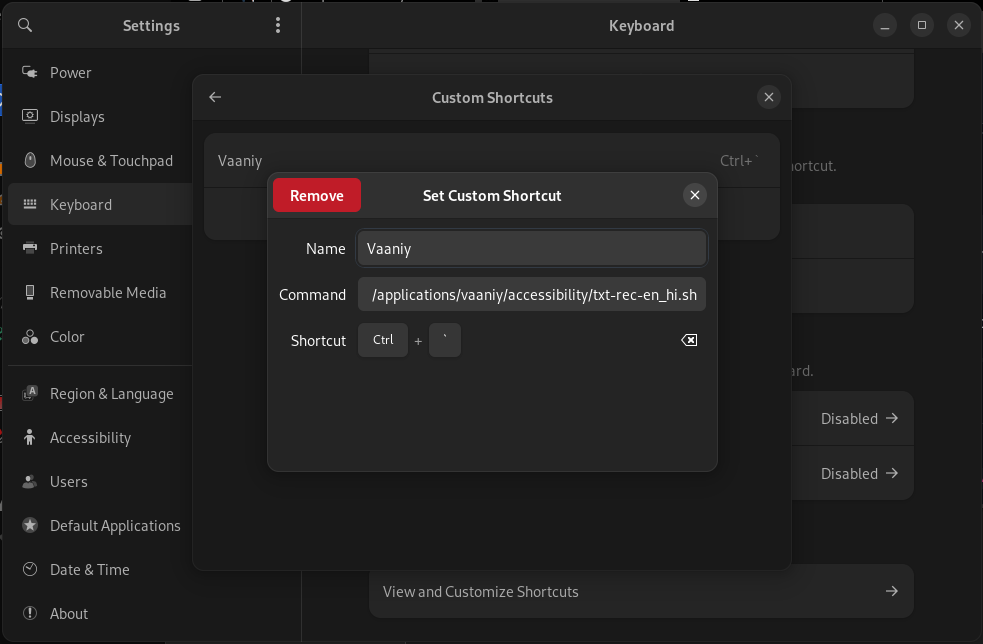 Settings
Keyboard
Power
Displays
Mouse & Touchpad
Keyboard
Printers
Removable Media
Color
Region & Language
Accessibility
Users
Default Applications
Date & Time
About
Custom Shortcuts
Vaaniy Ctrl+`
Remove Set Custom Shortcut
Name Vaaniy
Command /applications/vaaniy/accessibility/txt-rec-en_hi.sh
Shortcut Ctrl + `
ortcut.
ard.
Disabled
Disabled
View and Customize Shortcuts